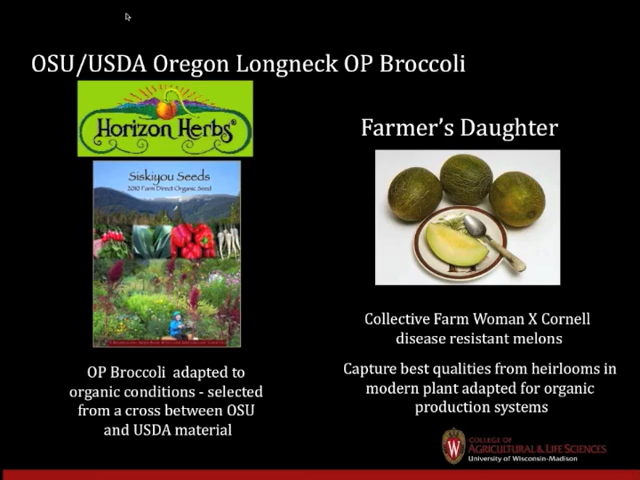 OSU/USDA Oregon Longneck OP Broccoli
Horizon Herbs®
Siskiyou Seeds
2010 Farm Direct Organic Seed
OP Broccoli adapted to
organic conditions - selected
from a cross between OSU
and USDA material
Farmer's Daughter
Collective Farm Woman X Cornell
disease resistant melons
Capture best qualities from heirlooms in
modern plant adapted for organic
production systems
COLLEGE OF
AGRICULTURAL & LIFE SCIENCES
University of Wisconsin-Madison